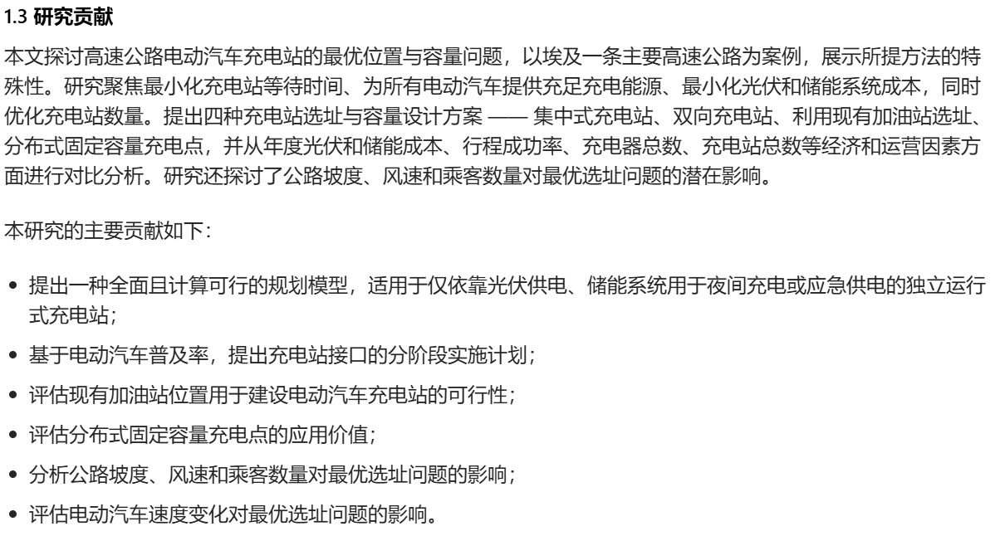 1.3 研究贡献
本文探讨高速公路电动汽车充电站的最优位置与容量问题，以埃及一条主要高速公路为案例，展示所提方法的特
殊性。研究聚焦最小化充电站等待时间、为所有电动汽车提供充足充电能源、最小化光伏和储能系统成本，同时
优化充电站数量。提出四种充电站选址与容量设计方案 —— 集中式充电站、双向充电站、利用现有加油站选址、
分布式固定容量充电点，并从年度光伏和储能成本、行程成功率、充电器总数、充电站总数等经济和运营因素方
面进行对比分析。研究还探讨了公路坡度、风速和乘客数量对最优选址问题的潜在影响。
本研究的主要贡献如下：
• 提出一种全面且计算可行的规划模型，适用于仅依靠光伏供电、储能系统用于夜间充电或应急供电的独立运行
式充电站；
• 基于电动汽车普及率，提出充电站接口的分阶段实施计划；
• 评估现有加油站位置用于建设电动汽车充电站的可行性；
• 评估分布式固定容量充电点的应用价值；
• 分析公路坡度、风速和乘客数量对最优选址问题的影响；
• 评估电动汽车速度变化对最优选址问题的影响。